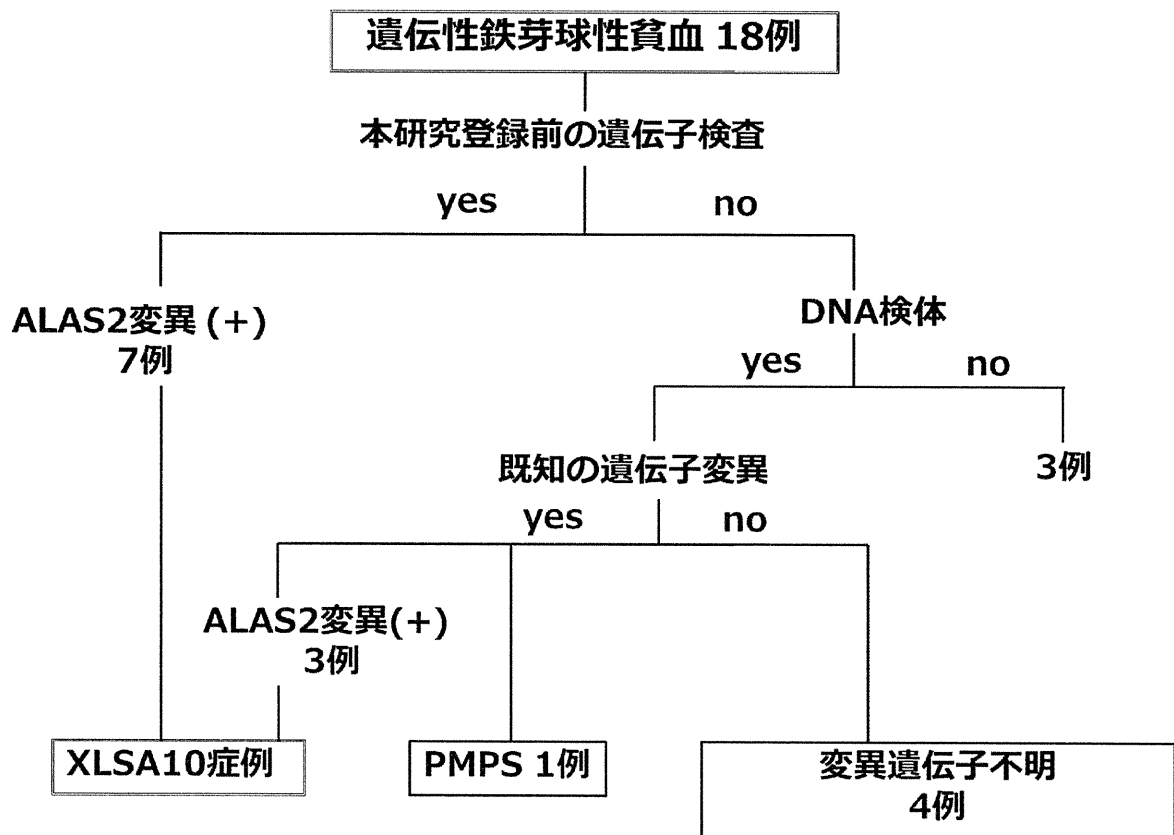 遺伝性鉄芽球性貧血 18例
本研究登録前の遺伝子検査
yes
no
ALAS2変異 (+)
7例
DNA検体
yes
no
既知の遺伝子変異
3例
yes
no
ALAS2変異(+)
3例
XLSA10症例
PMPS 1例
変異遺伝子不明
4例